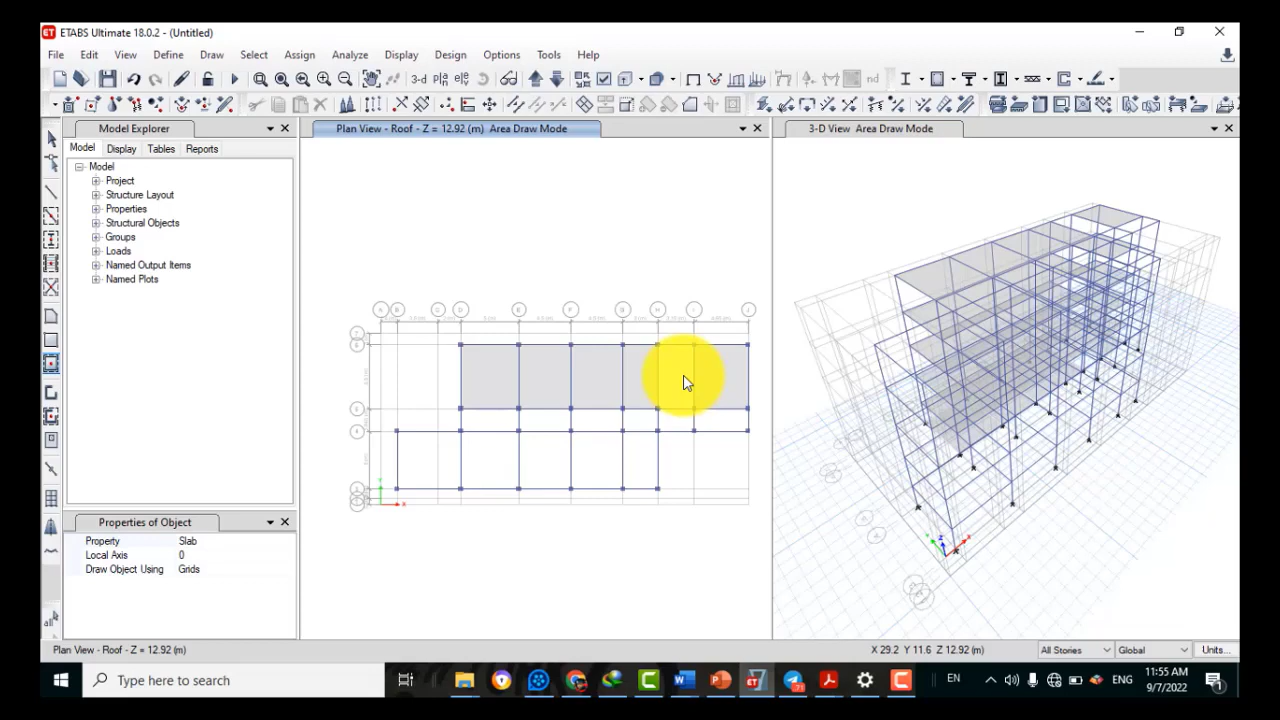 ETABS Ultimate 18.0.2 - (Untitled)
File Edit View Define Draw Select Assign Analyze Display Design Options Tools Help
3-D
nd
Model Explorer
Plan View - Roof - Z = 12.92 (m) Area Draw Mode
3-D View Area Draw Mode
Model Display Tables Reports
Model
Project
Structure Layout
Properties
Structural Objects
Groups
Loads
Named Output Items
Named Plots
Properties of Object
Property Slab
Local Axis 0
Draw Object Using Grids
all
X
Plan View - Roof - Z = 12.92 (m)
X 29.2 Y 11.6 Z 12.92 (m)
All Stories
Global
Units...
Type here to search
EN
ENG
11:55 AM
9/7/2022
1